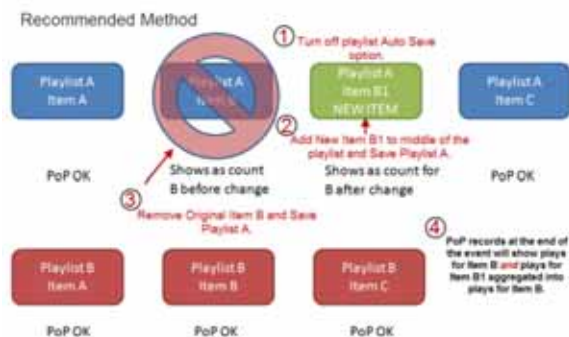 Recommended Method
① Turn off playlist Auto Save
option.
Playlist A
Item A
Playlist A
Item B
Playlist A
Item B1
NEW ITEM
Playlist A
Item C
② Add New Item B1 to middle of the
playlist and Save Playlist A.
PoP OK
Shows as count
B before change
Shows as count for
B after change
PoP OK
③ Remove Original Item B and Save
Playlist A.
④ PoP records at the end of
the event will show plays
for Item B and plays for
Item B1 aggregated into
plays for Item B.
Playlist B
Item A
Playlist B
Item B
Playlist B
Item C
PoP OK
PoP OK
PoP OK